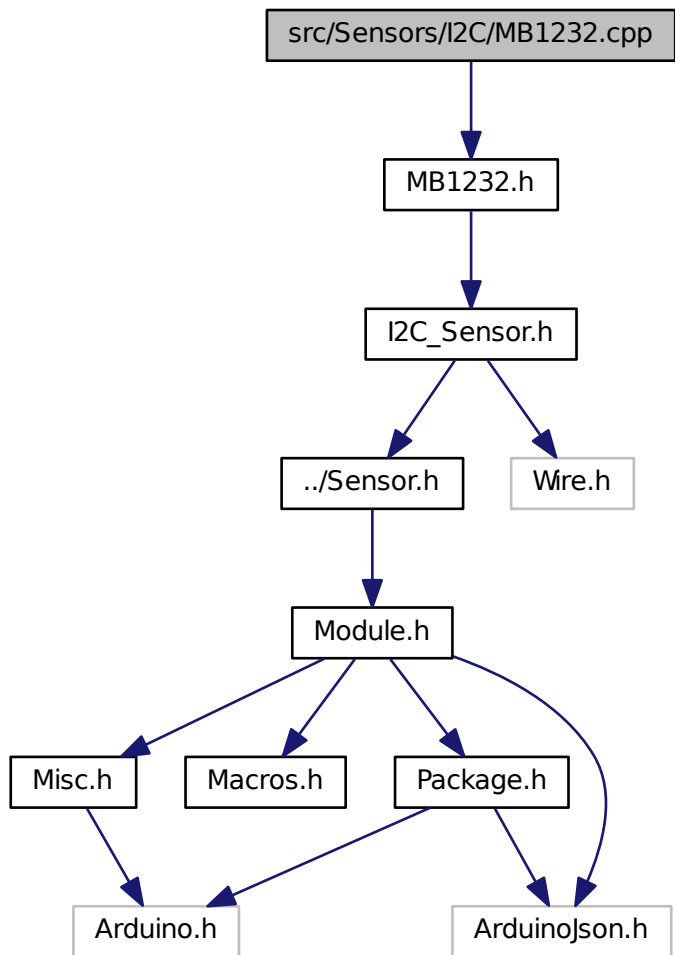 src/Sensors/I2C/MB1232.cpp
MB1232.h
I2C_Sensor.h
../Sensor.h
Wire.h
Module.h
Misc.h
Macros.h
Package.h
Arduino.h
ArduinoJson.h